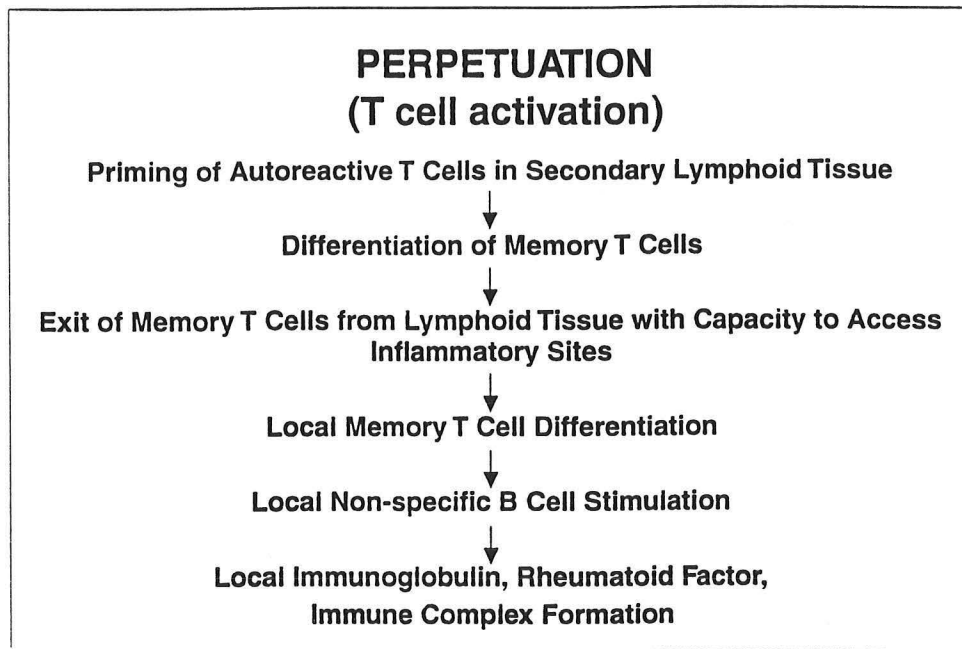 PERPETUATION
(T cell activation)
Priming of Autoreactive T Cells in Secondary Lymphoid Tissue
Differentiation of Memory T Cells
Exit of Memory T Cells from Lymphoid Tissue with Capacity to Access
Inflammatory Sites
Local Memory T Cell Differentiation
Local Non-specific B Cell Stimulation
Local Immunoglobulin, Rheumatoid Factor,
Immune Complex Formation